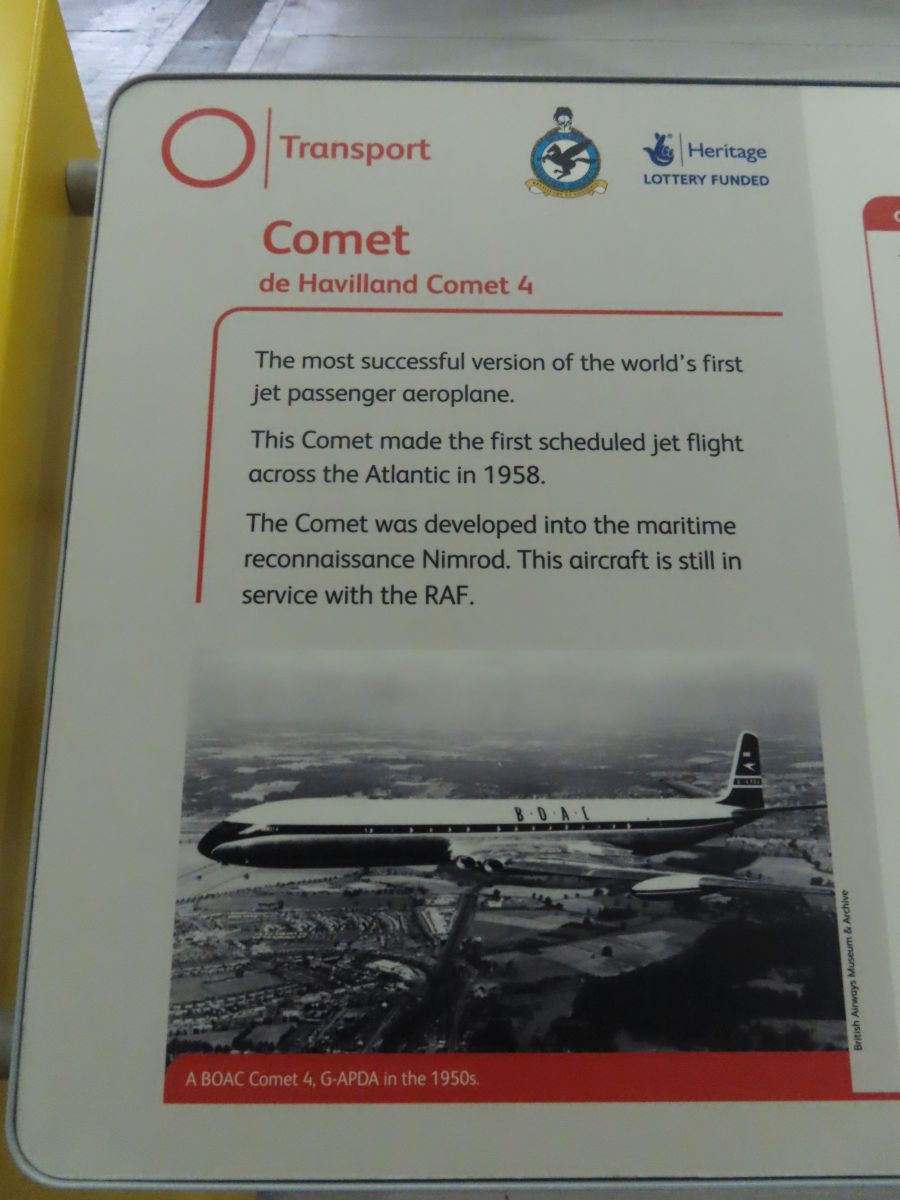 Transport
Heritage
LOTTERY FUNDED
Comet
de Havilland Comet 4
The most successful version of the world's first
jet passenger aeroplane.
This Comet made the first scheduled jet flight
across the Atlantic in 1958.
The Comet was developed into the maritime
reconnaissance Nimrod. This aircraft is still in
service with the RAF.
B·O·A·C
British Airways Museum & Archive
A BOAC Comet 4, G-APDA in the 1950s.